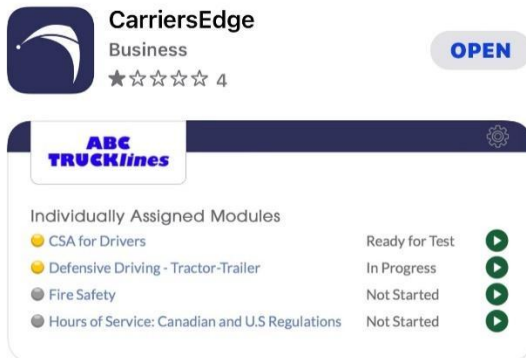 CarriersEdge
Business
4
OPEN
ABC
TRUCKlines
Individually Assigned Modules
CSA for Drivers Ready for Test
Defensive Driving - Tractor-Trailer In Progress
Fire Safety Not Started
Hours of Service: Canadian and U.S Regulations Not Started